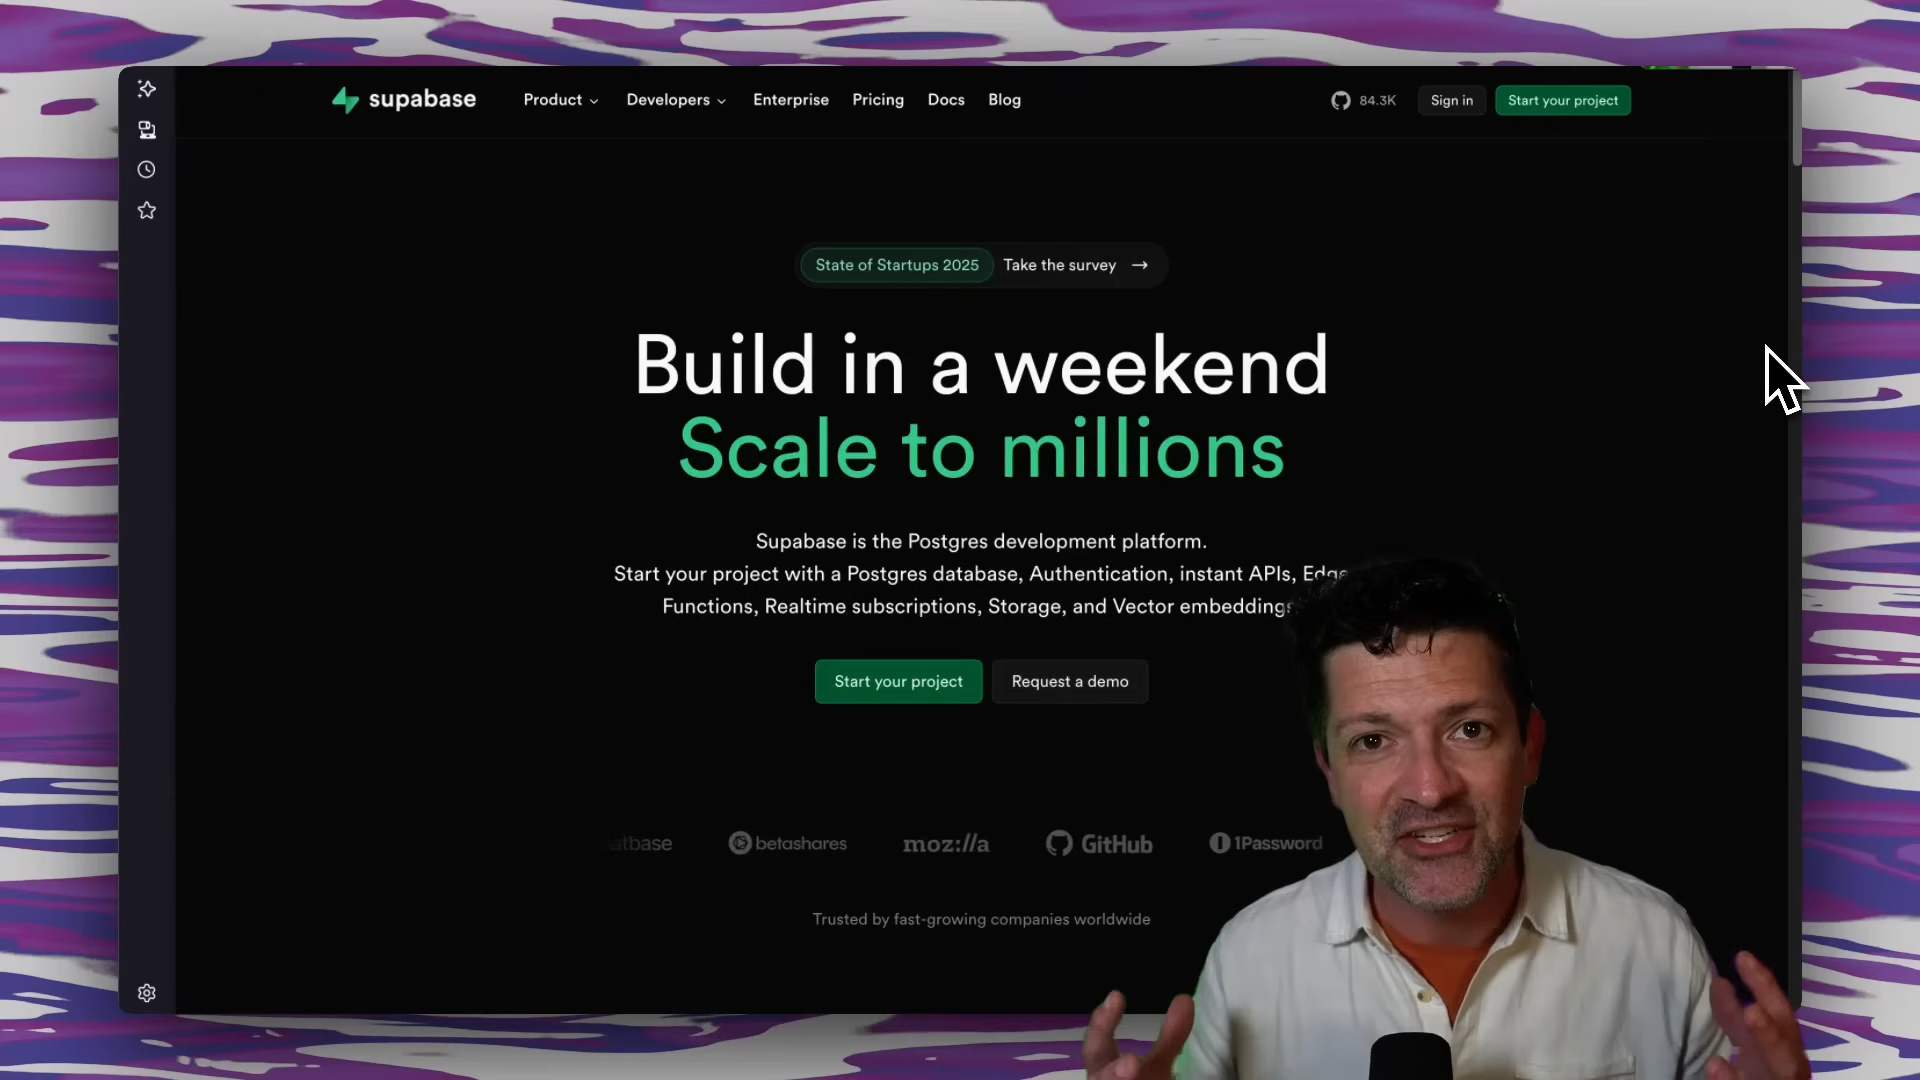 supabase
Product
Developers
Enterprise
Pricing
Docs
Blog
84.3K
Sign in
Start your project
State of Startups 2025
Take the survey →
Build in a weekend
Scale to millions
Supabase is the Postgres development platform.
Start your project with a Postgres database, Authentication, instant APIs, Edge
Functions, Realtime subscriptions, Storage, and Vector embeddings
Start your project
Request a demo
betashares
moz://a
GitHub
1Password
Trusted by fast-growing companies worldwide